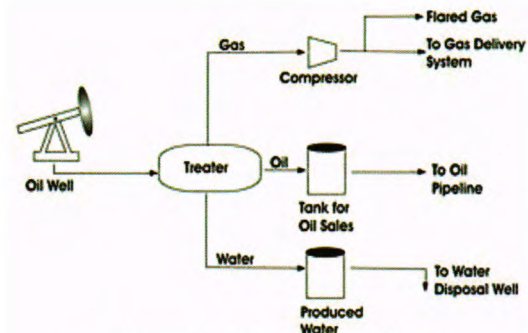 Flared Gas
Gas
To Gas Delivery
System
Compressor
Oil Well
Treater
Oil
To Oil
Pipeline
Tank for
Oil Sales
Water
To Water
Disposal Well
Produced
Water